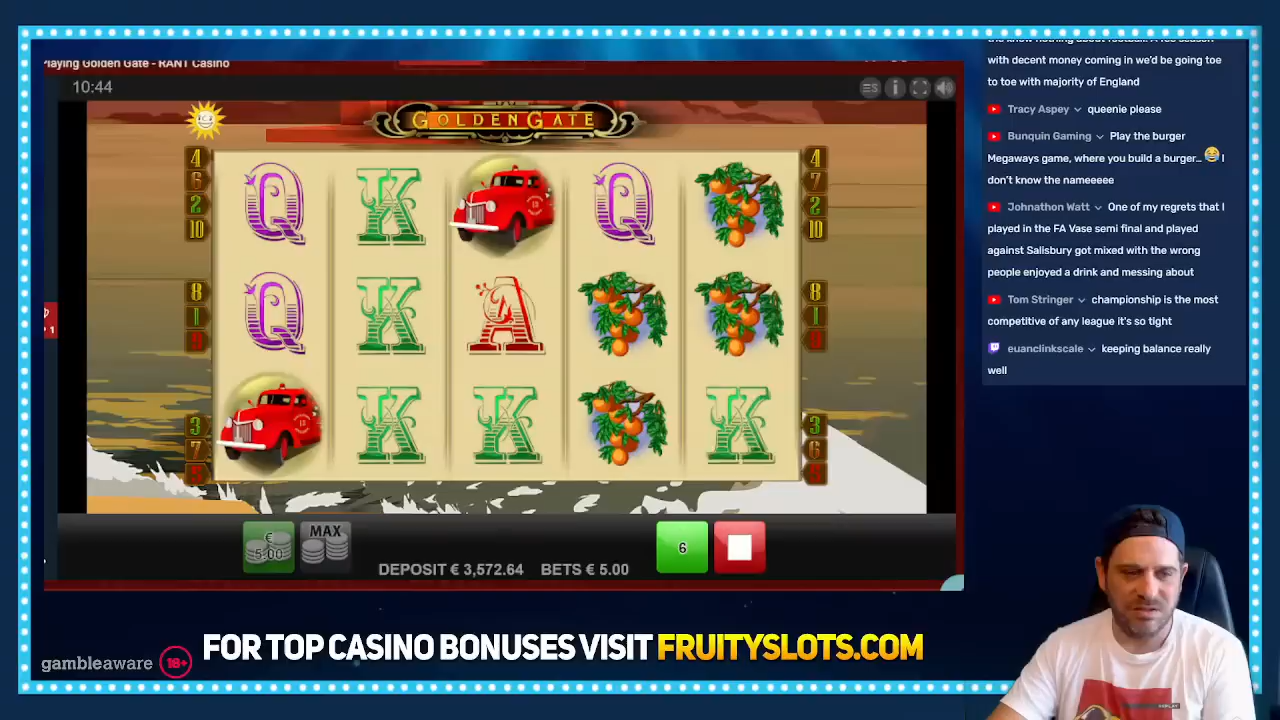 Playing Golden Gate - RANT Casino
10:44
GOLDEN GATE
4
6
2
10
8
1
9
3
7
5
4
7
2
10
8
1
9
3
6
5
Q K Q
Q K A
K K K
€
5.00
MAX
DEPOSIT € 3,572.64 BETS € 5.00
6
with decent money coming in we'd be going toe
to toe with majority of England
Tracy Aspey queenie please
Bunquin Gaming Play the burger
Megaways game, where you build a burger.. 😂 I
don't know the nameeeee
Johnathon Watt One of my regrets that I
played in the FA Vase semi final and played
against Salisbury got mixed with the wrong
people enjoyed a drink and messing about
Tom Stringer championship is the most
competitive of any league it's so tight
euanclinkscale keeping balance really
well
gambleaware 18+
FOR TOP CASINO BONUSES VISIT FRUITYSLOTS.COM